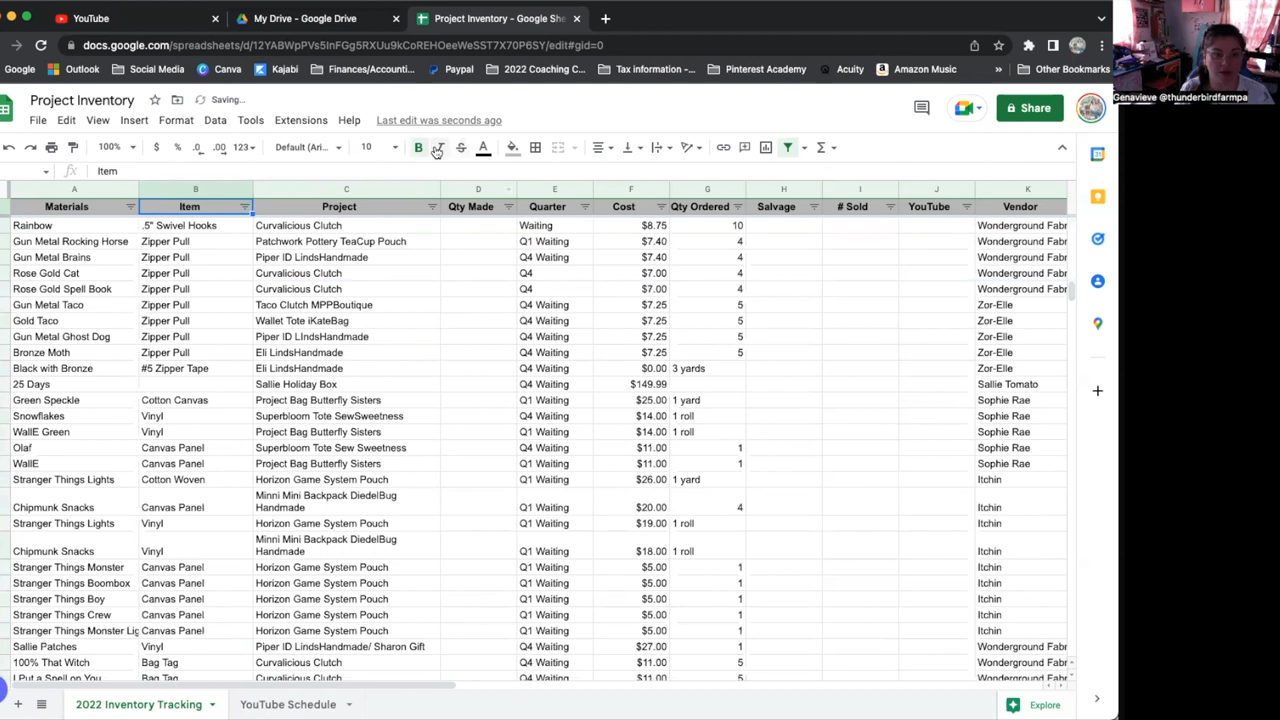 YouTube × My Drive - Google Drive × Project Inventory - Google She ×
docs.google.com/spreadsheets/d/12YABWpPVs5InFGg5RXUu9kCoREHOeeWeSST7X70P6SY/edit#gid=0
Google Outlook Social Media Canva Kajabi Finances/Accounti... Paypal 2022 Coaching C... Tax information -... Pinterest Academy Acuity Amazon Music Other Bookmarks
Genavieve @thunderbirdfarmpa
Project Inventory Saving...
File Edit View Insert Format Data Tools Extensions Help Last edit was seconds ago Share
100% $ % .0 .00 123 Default (Ari... 10 B I S A
fx Item
A B C D E F G H I J K
Materials Item Project Qty Made Quarter Cost Qty Ordered Salvage # Sold YouTube Vendor
Rainbow .5" Swivel Hooks Curvalicious Clutch Waiting $8.75 10 Wonderground Fabr
Gun Metal Rocking Horse Zipper Pull Patchwork Pottery TeaCup Pouch Q1 Waiting $7.40 4 Wonderground Fabr
Gun Metal Brains Zipper Pull Piper ID LindsHandmade Q4 Waiting $7.40 4 Wonderground Fabr
Rose Gold Cat Zipper Pull Curvalicious Clutch Q4 $7.00 4 Wonderground Fabr
Rose Gold Spell Book Zipper Pull Curvalicious Clutch Q4 $7.00 4 Wonderground Fabr
Gun Metal Taco Zipper Pull Taco Clutch MPPBoutique Q4 Waiting $7.25 5 Zor-Elle
Gold Taco Zipper Pull Wallet Tote iKateBag Q4 Waiting $7.25 5 Zor-Elle
Gun Metal Ghost Dog Zipper Pull Piper ID LIndsHandmade Q4 Waiting $7.25 5 Zor-Elle
Bronze Moth Zipper Pull Eli LindsHandmade Q4 Waiting $7.25 5 Zor-Elle
Black with Bronze #5 Zipper Tape Eli LindsHandmade Q4 Waiting $0.00 3 yards Zor-Elle
25 Days Sallie Holiday Box Q4 Waiting $149.99 Sallie Tomato
Green Speckle Cotton Canvas Project Bag Butterfly Sisters Q1 Waiting $25.00 1 yard Sophie Rae
Snowflakes Vinyl Superbloom Tote SewSweetness Q4 Waiting $14.00 1 roll Sophie Rae
WallE Green Vinyl Project Bag Butterfly Sisters Q1 Waiting $14.00 1 roll Sophie Rae
Olaf Canvas Panel Superbloom Tote Sew Sweetness Q4 Waiting $11.00 1 Sophie Rae
WallE Canvas Panel Project Bag Butterfly Sisters Q1 Waiting $11.00 1 Sophie Rae
Stranger Things Lights Cotton Woven Horizon Game System Pouch Q1 Waiting $26.00 1 yard Itchin
Minni Mini Backpack DiedelBug
Chipmunk Snacks Canvas Panel Handmade Q1 Waiting $20.00 4 Itchin
Stranger Things Lights Vinyl Horizon Game System Pouch Q1 Waiting $19.00 1 roll Itchin
Minni Mini Backpack DiedelBug
Chipmunk Snacks Vinyl Handmade Q1 Waiting $18.00 1 roll Itchin
Stranger Things Monster Canvas Panel Horizon Game System Pouch Q1 Waiting $5.00 1 Itchin
Stranger Things Boombox Canvas Panel Horizon Game System Pouch Q1 Waiting $5.00 1 Itchin
Stranger Things Boy Canvas Panel Horizon Game System Pouch Q1 Waiting $5.00 1 Itchin
Stranger Things Crew Canvas Panel Horizon Game System Pouch Q1 Waiting $5.00 1 Itchin
Stranger Things Monster Lig Canvas Panel Horizon Game System Pouch Q1 Waiting $5.00 1 Itchin
Sallie Patches Vinyl Piper ID LindsHandmade/ Sharon Gift Q4 Waiting $27.00 1 Wonderground Fabr
100% That Witch Bag Tag Curvalicious Clutch Q4 Waiting $11.00 5 Wonderground Fabr
I Put a Spell on You Bag Tag Curvalicious Clutch Q4 Waiting $11.00 5 Wonderground Fabr
2022 Inventory Tracking YouTube Schedule Explore